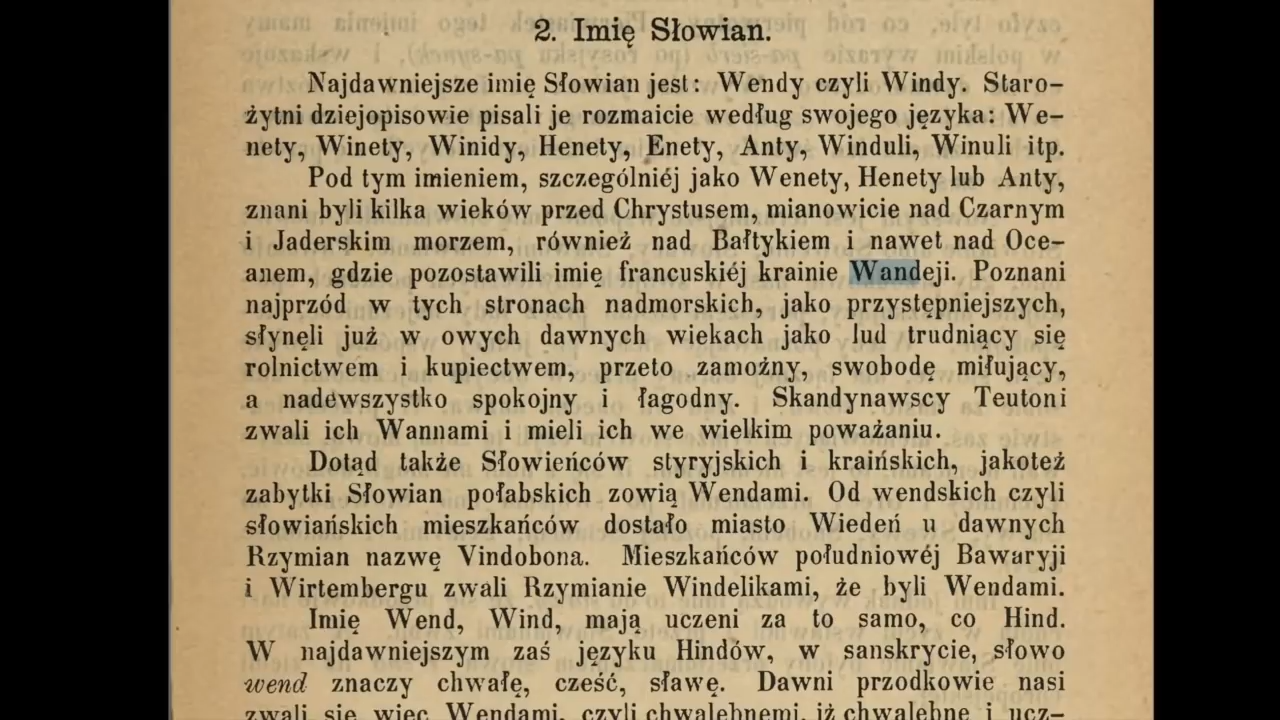 2. Imię Słowian.
Najdawniejsze imię Słowian jest: Wendy czyli Windy. Staro-
żytni dziejopisowie pisali je rozmaicie według swojego języka: We-
nety, Winety, Winidy, Henety, Enety, Anty, Winduli, Winuli itp.
Pod tym imieniem, szczególniéj jako Wenety, Henety lub Anty,
znani byli kilka wieków przed Chrystusem, mianowicie nad Czarnym
i Jaderskim morzem, również nad Bałtykiem i nawet nad Oce-
anem, gdzie pozostawili imię francuskiéj krainie Wandeji. Poznani
najprzód w tych stronach nadmorskich, jako przystępniejszych,
słynęli już w owych dawnych wiekach jako lud trudniący się
rolnictwem i kupiectwem, przeto zamożny, swobodę miłujący,
a nadewszystko spokojny i łagodny. Skandynawscy Teutoni
zwali ich Wannami i mieli ich we wielkim poważaniu.
Dotąd także Słowieńców styryjskich i kraińskich, jakoteż
zabytki Słowian połabskich zowią Wendami. Od wendskich czyli
słowiańskich mieszkańców dostało miasto Wiedeń u dawnych
Rzymian nazwę Vindobona. Mieszkańców południowéj Bawaryji
i Wirtembergu zwali Rzymianie Windelikami, że byli Wendami.
Imię Wend, Wind, mają uczeni za to samo, co Hind.
W najdawniejszym zaś języku Hindów, w sanskrycie, słowo
wend znaczy chwałę, cześć, sławę. Dawni przodkowie nasi
zwali się więc Wendami, czyli chwalebnemi, iż chwalebne i ucz-